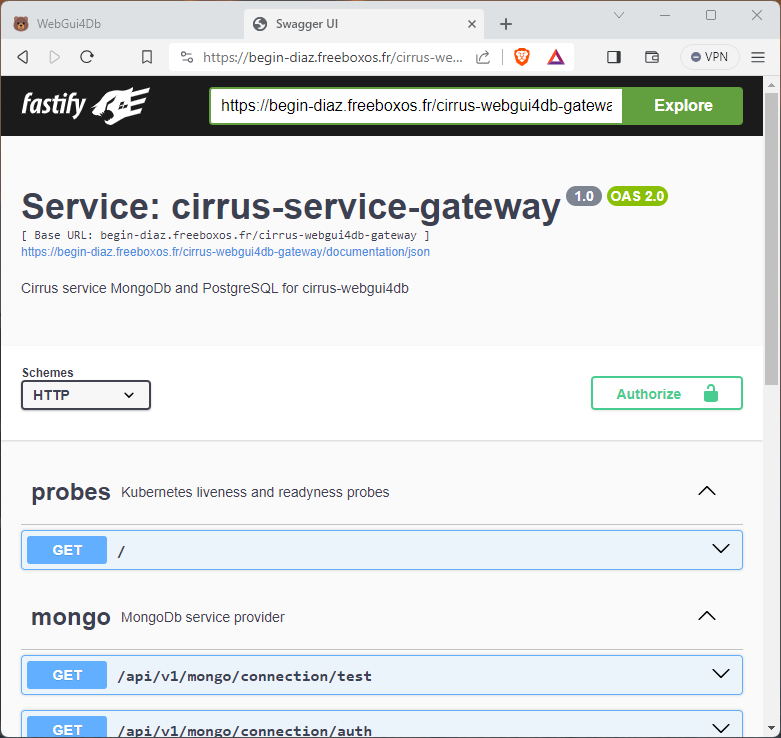 WebGui4Db
Swagger UI
https://begin-diaz.freeboxos.fr/cirrus-we...
VPN
fastify
https://begin-diaz.freeboxos.fr/cirrus-webgui4db-gatewa
Explore
Service: cirrus-service-gateway 1.0 OAS 2.0
[ Base URL: begin-diaz.freeboxos.fr/cirrus-webgui4db-gateway ]
https://begin-diaz.freeboxos.fr/cirrus-webgui4db-gateway/documentation/json
Cirrus service MongoDb and PostgreSQL for cirrus-webgui4db
Schemes
HTTP
Authorize
probes Kubernetes liveness and readyness probes
GET /
mongo MongoDb service provider
GET /api/v1/mongo/connection/test
GET /api/v1/mongo/connection/auth